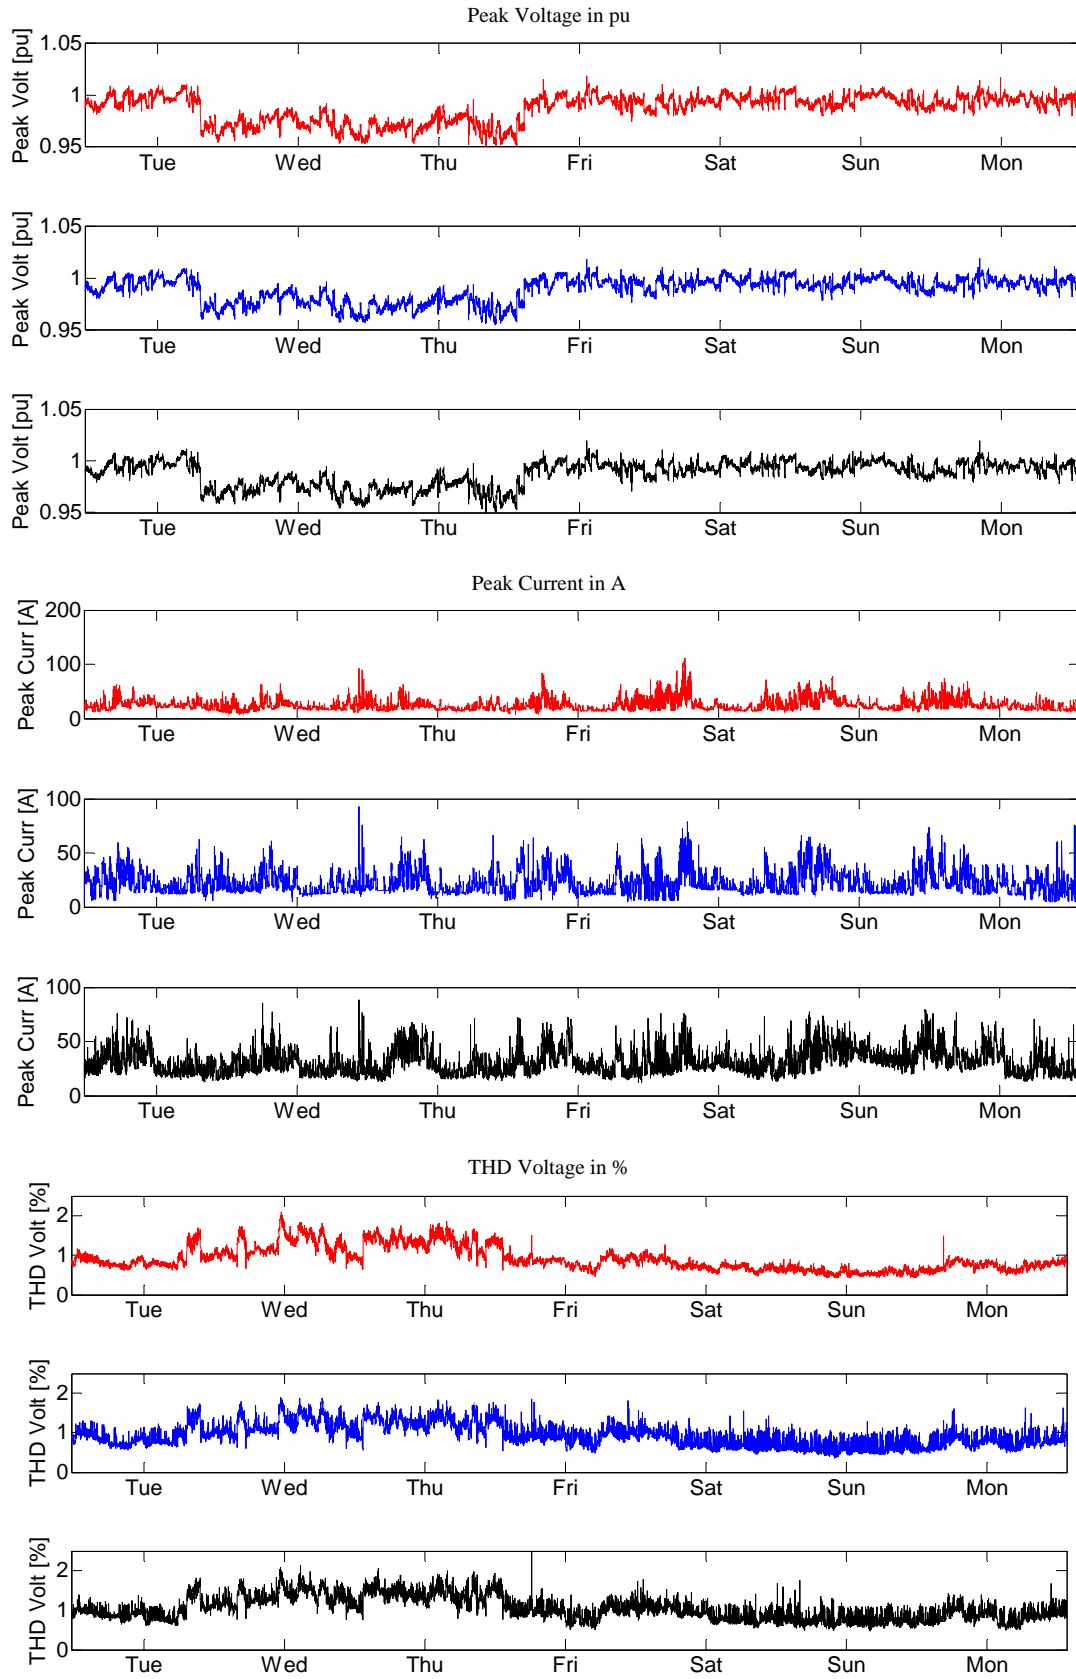 Peak Voltage in pu
Peak Volt [pu]
1.05
1
0.95
Tue Wed Thu Fri Sat Sun Mon
Peak Volt [pu]
1.05
1
0.95
Tue Wed Thu Fri Sat Sun Mon
Peak Volt [pu]
1.05
1
0.95
Tue Wed Thu Fri Sat Sun Mon
Peak Current in A
Peak Curr [A]
200
100
0
Tue Wed Thu Fri Sat Sun Mon
Peak Curr [A]
100
50
0
Tue Wed Thu Fri Sat Sun Mon
Peak Curr [A]
100
50
0
Tue Wed Thu Fri Sat Sun Mon
THD Voltage in %
THD Volt [%]
2
1
0
Tue Wed Thu Fri Sat Sun Mon
THD Volt [%]
2
1
0
Tue Wed Thu Fri Sat Sun Mon
THD Volt [%]
2
1
0
Tue Wed Thu Fri Sat Sun Mon